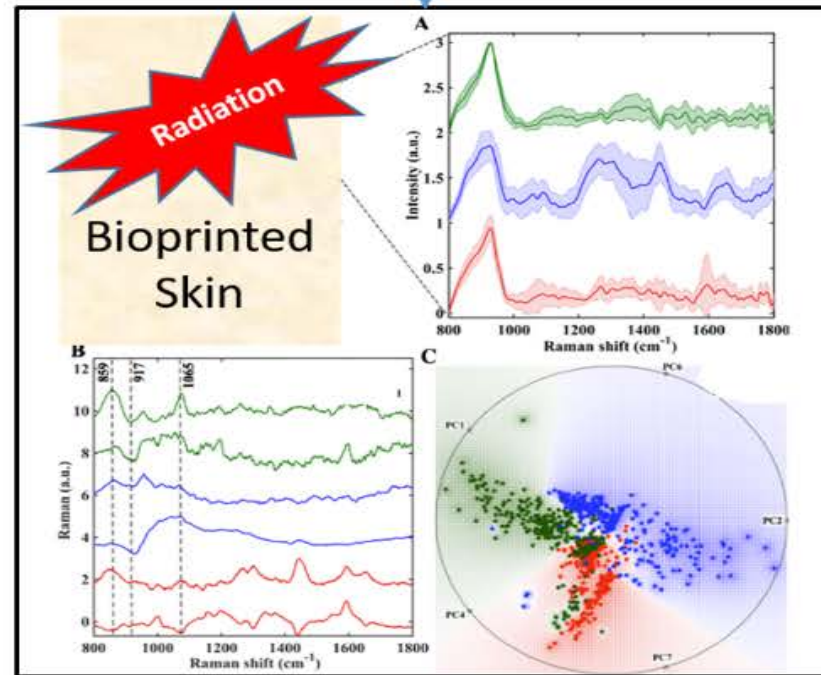 Radiation
Bioprinted
Skin
A
3
2.5
2
1.5
1
0.5
0
Intensity (a.u.)
800 1000 1200 1400 1600 1800
Raman shift (cm-1)
B
859
917
1065
1
12
10
8
6
4
2
0
Raman (a.u.)
800 1000 1200 1400 1600 1800
Raman shift (cm-1)
C
PC6
PC1
PC2
PC4
PC7